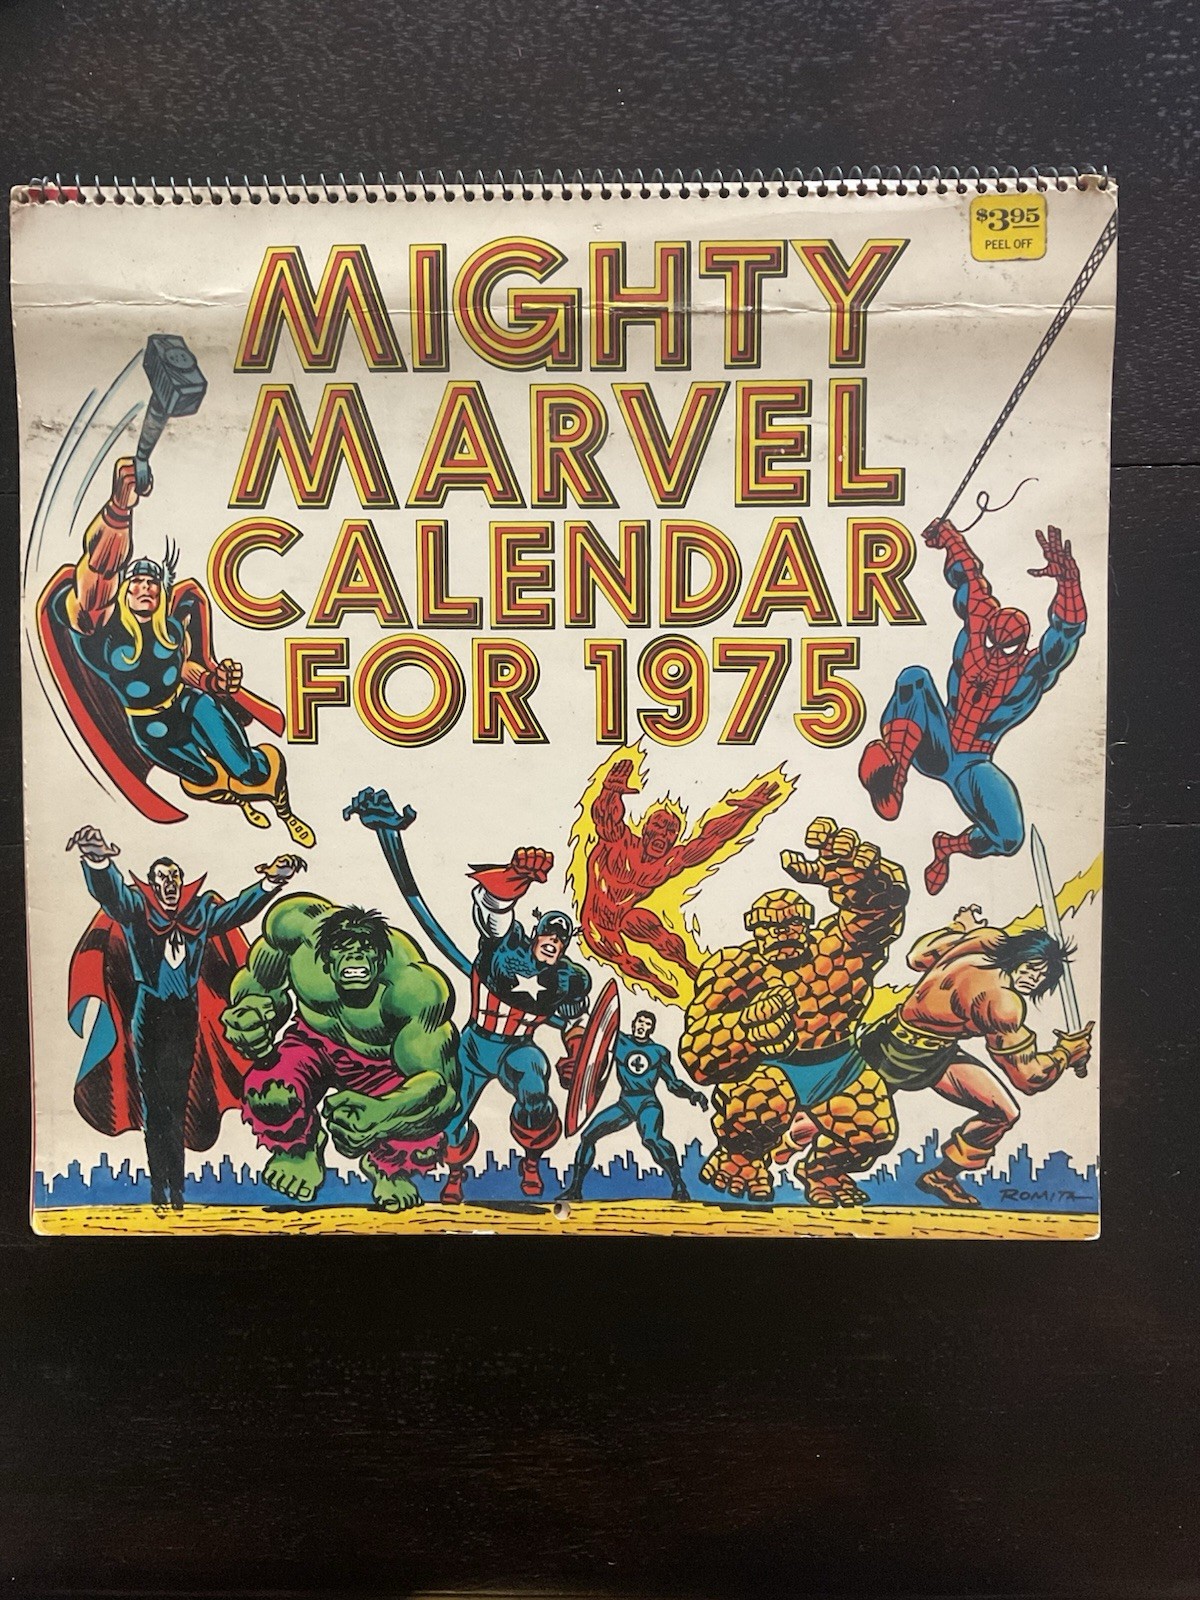 $3.95
PEEL OFF
MIGHTY
MARVEL
CALENDAR
FOR 1975
4
ROMITA